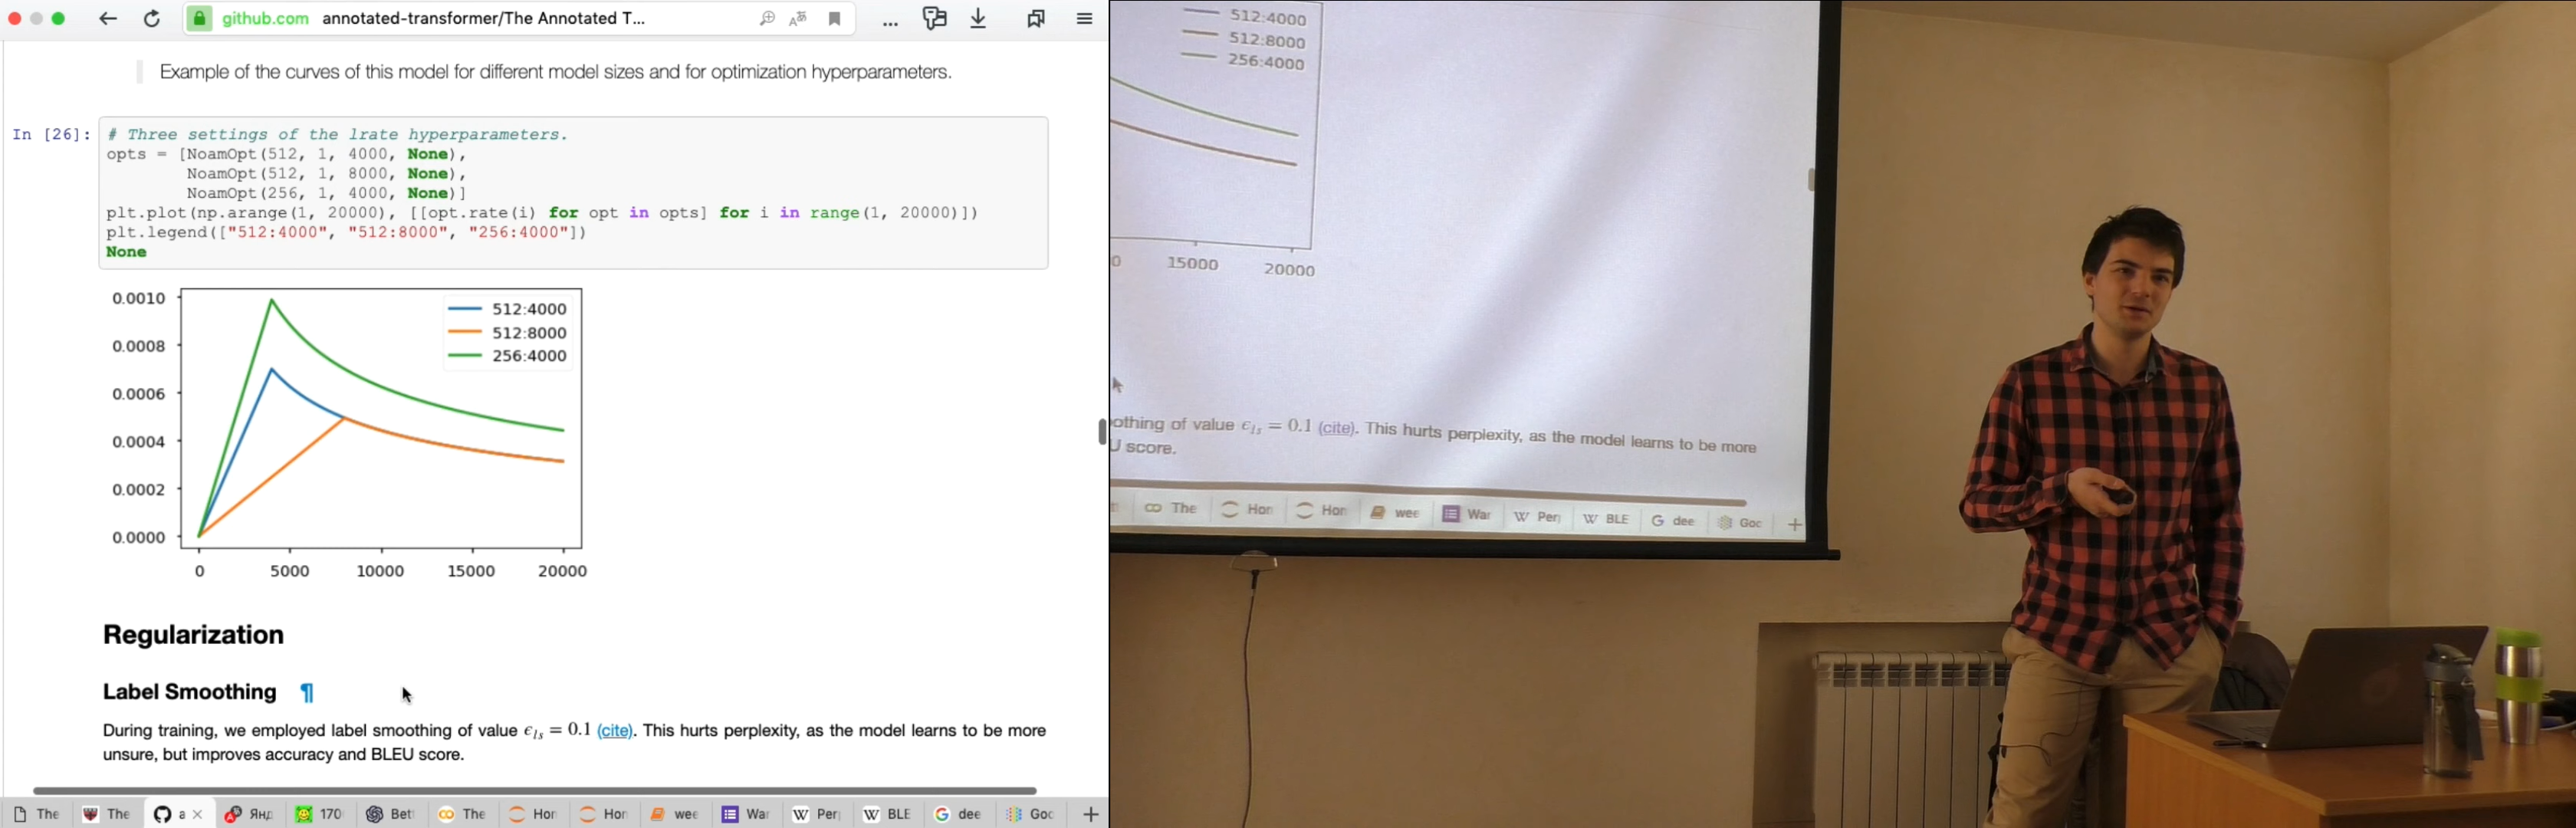 github.com annotated-transformer/The Annotated T...
Example of the curves of this model for different model sizes and for optimization hyperparameters.
In [26]:
# Three settings of the lrate hyperparameters.
opts = [NoamOpt(512, 1, 4000, None),
NoamOpt(512, 1, 8000, None),
NoamOpt(256, 1, 4000, None)]
plt.plot(np.arange(1, 20000), [[opt.rate(i) for opt in opts] for i in range(1, 20000)])
plt.legend(["512:4000", "512:8000", "256:4000"])
None
0.0010
0.0008
0.0006
0.0004
0.0002
0.0000
512:4000
512:8000
256:4000
0 5000 10000 15000 20000
Regularization
Label Smoothing ¶
During training, we employed label smoothing of value ϵls = 0.1 (cite). This hurts perplexity, as the model learns to be more
unsure, but improves accuracy and BLEU score.
The The a Янд 170 Bet The Hor Hor wee War Per BLE dee Goc
512:4000
512:8000
256:4000
0 15000 20000
othing of value ϵls = 0.1 (cite). This hurts perplexity, as the model learns to be more
U score.
The Hor Hor wee War Per BLE dee Goc